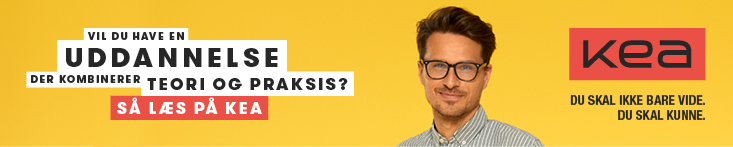 VIL DU HAVE EN
UDDANNELSE
DER KOMBINERER TEORI OG PRAKSIS?
SÅ LÆS PÅ KEA
kea
DU SKAL IKKE BARE VIDE.
DU SKAL KUNNE.